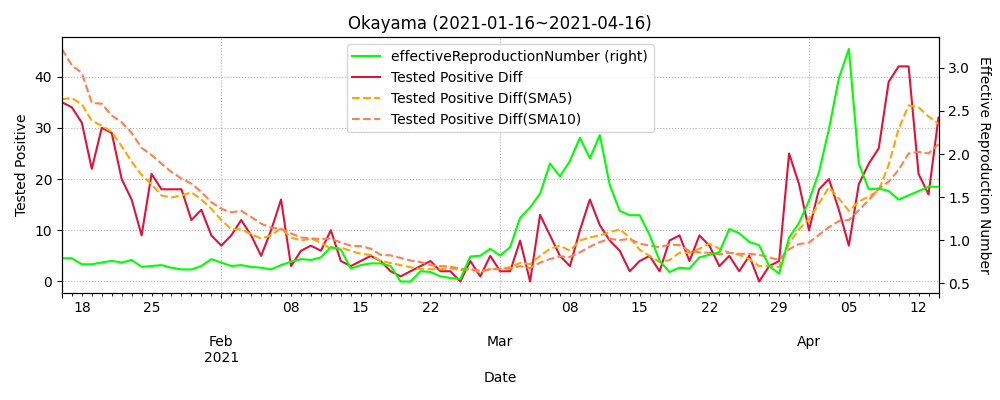 Okayama (2021-01-16~2021-04-16)
effectiveReproductionNumber (right)
Tested Positive Diff
Tested Positive Diff(SMA5)
Tested Positive Diff(SMA10)
Tested Positive
40
30
20
10
0
Effective Reproduction Number
3.0
2.5
2.0
1.5
1.0
0.5
18 25 08 15 22 08 15 22 29 05 12
Feb Mar Apr
2021
Date